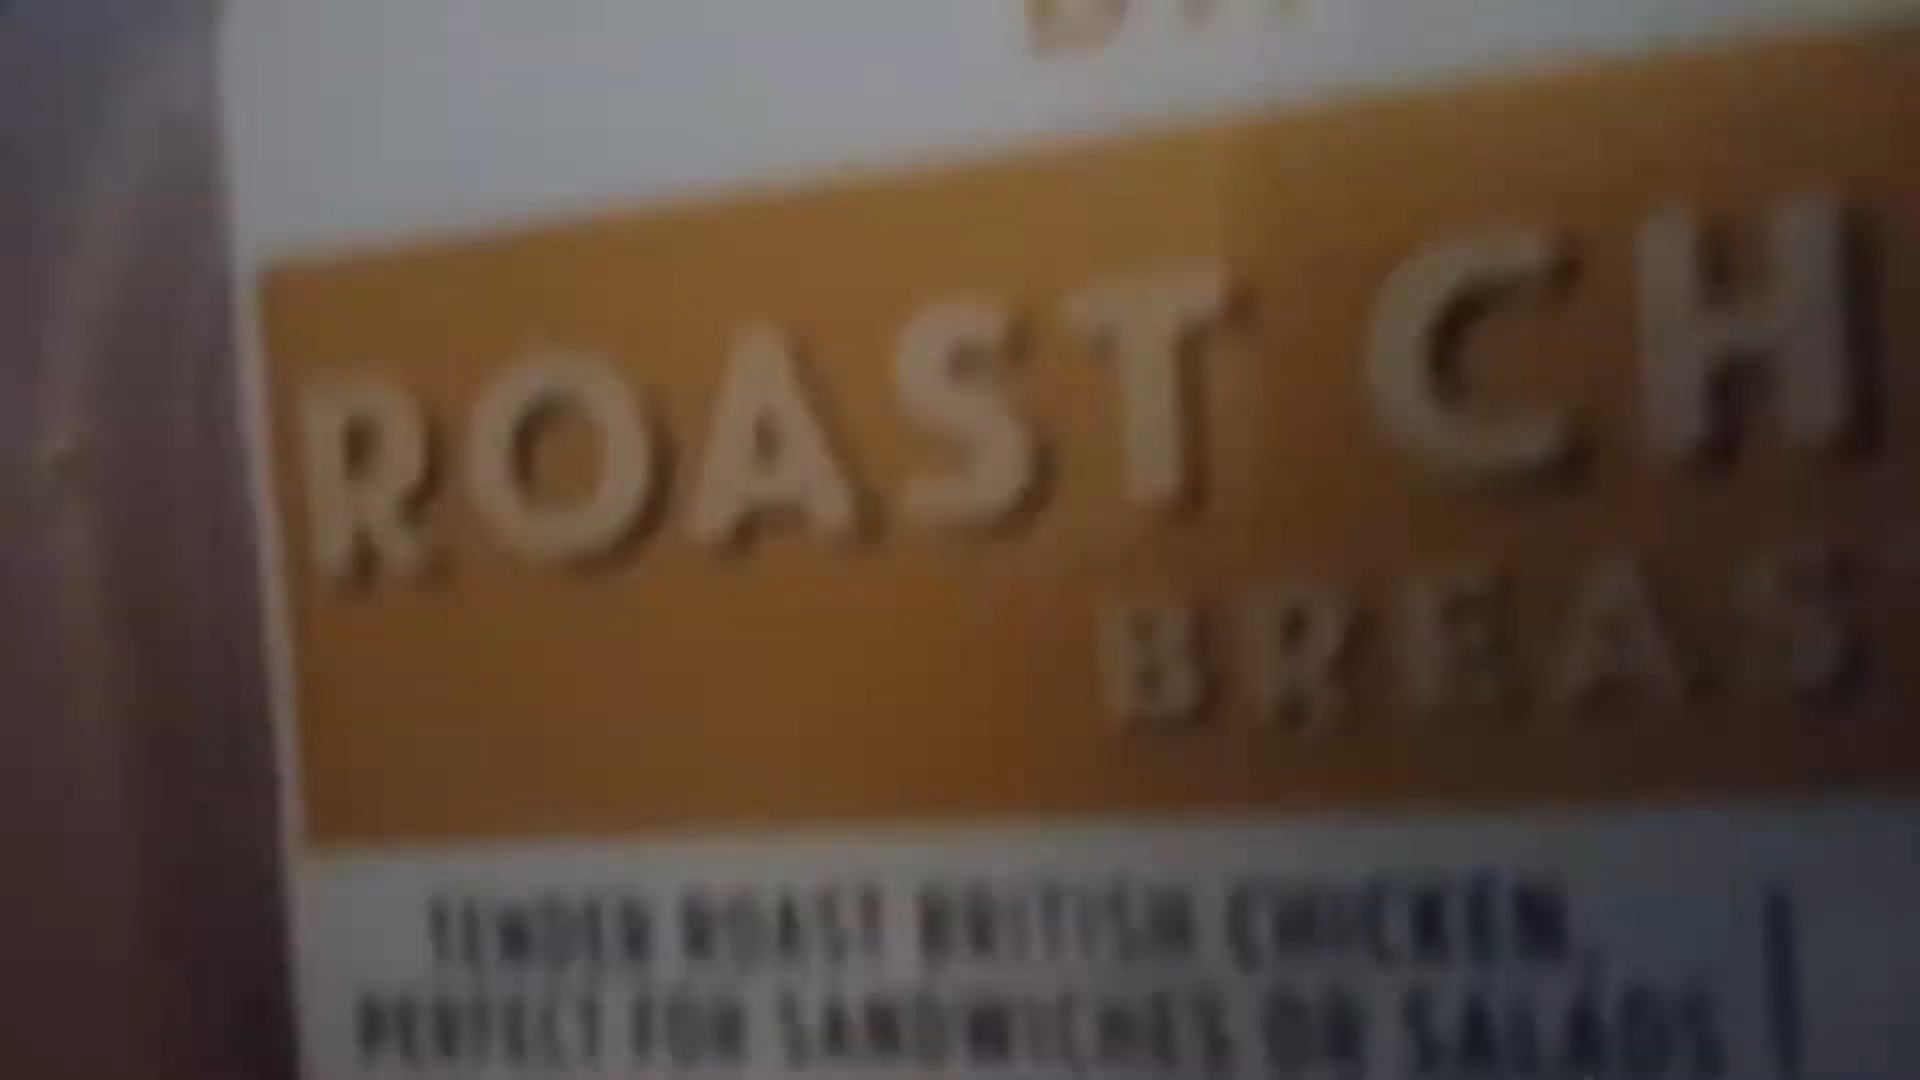 ROAST CH
BREAS
TENDER ROAST BRITISH CHICKEN,
PERFECT FOR SANDWICHES OR SALADS